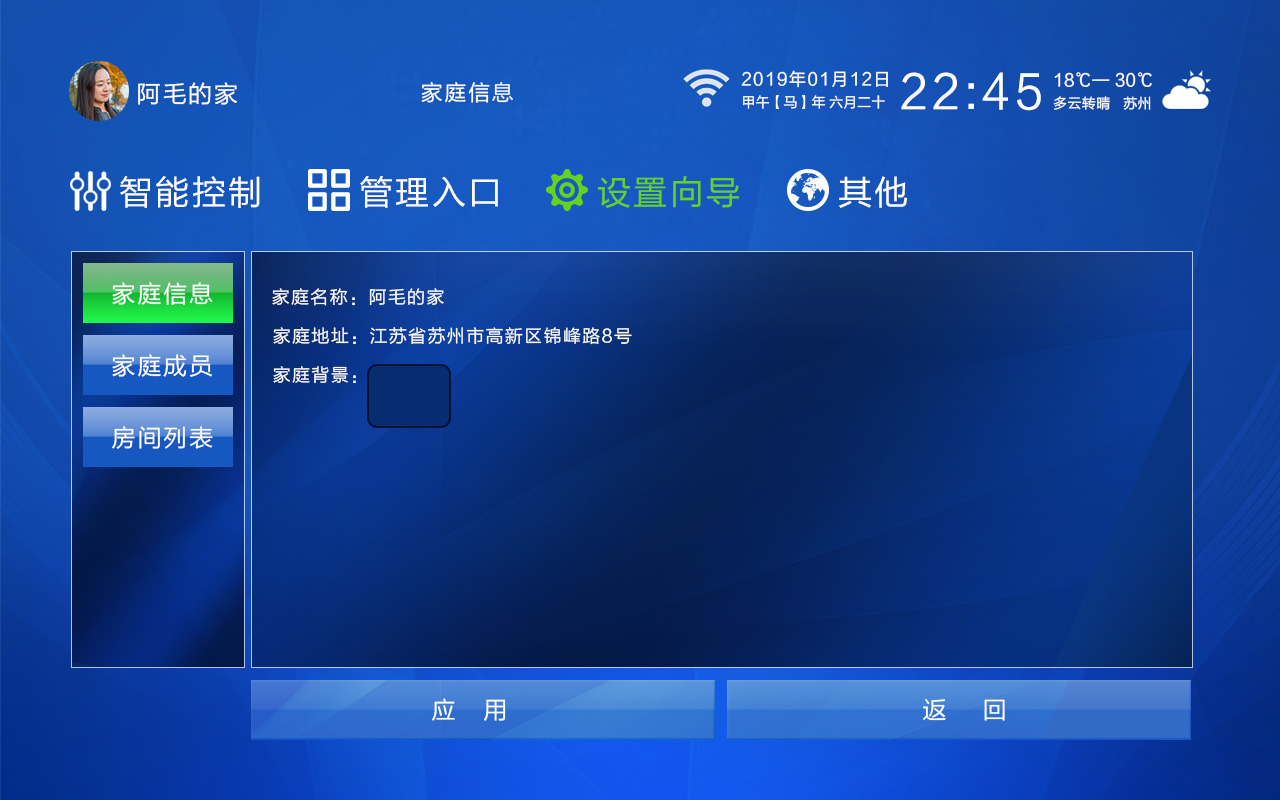 阿毛的家
家庭信息
2019年01月12日
甲午【马】年 六月二十
22:45
18℃— 30℃
多云转晴 苏州
智能控制
管理入口
设置向导
其他
家庭信息
家庭成员
房间列表
家庭名称：阿毛的家
家庭地址：江苏省苏州市高新区锦峰路8号
家庭背景：
应 用
返 回